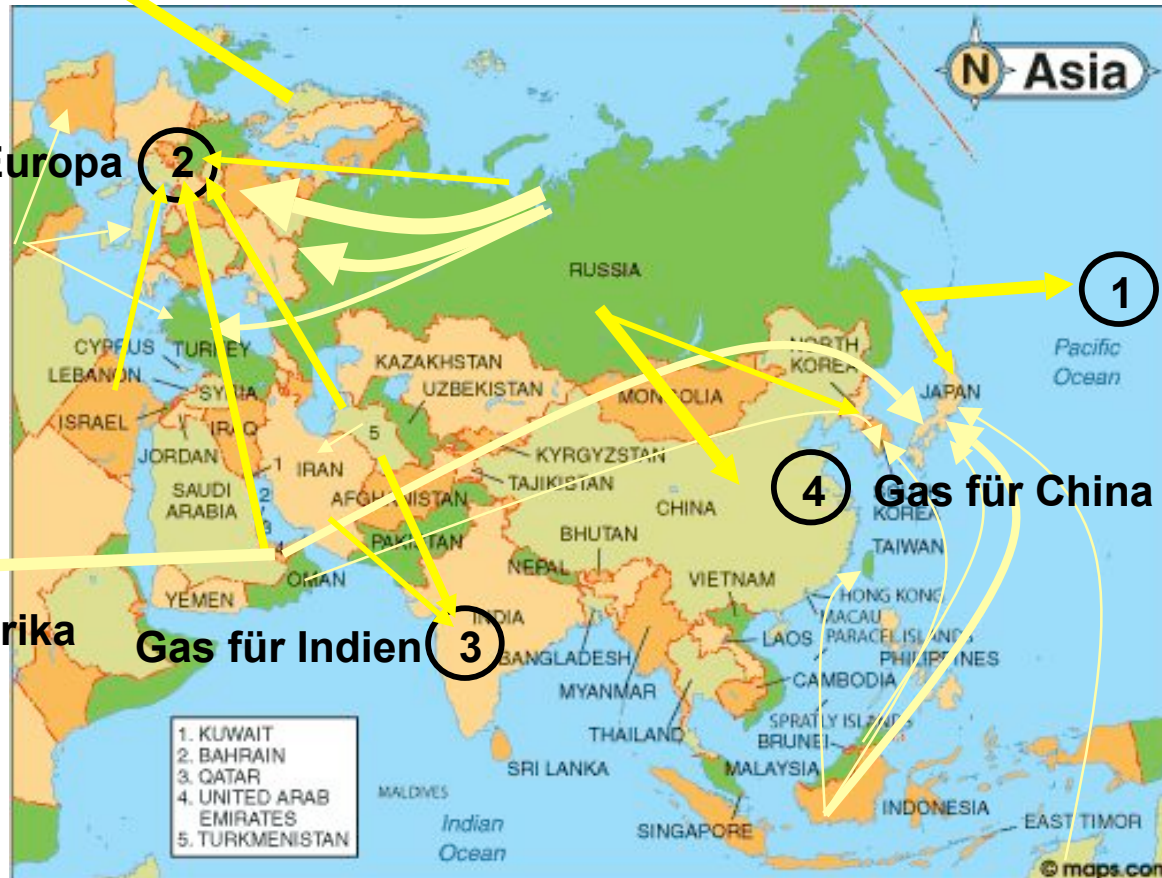 N Asia
Europa 2
RUSSIA
1
Pacific
Ocean
CYPRUS
TURKEY
LEBANON
SYRIA
ISRAEL
IRAQ
JORDAN
KAZAKHSTAN
UZBEKISTAN
MONGOLIA
NORTH
KOREA
JAPAN
5
1
IRAN
KYRGYZSTAN
TAJIKISTAN
SAUDI
ARABIA
2
3
4
AFGHANISTAN
CHINA
4 Gas für China
KOREA
PAKISTAN
BHUTAN
TAIWAN
OMAN
NEPAL
VIETNAM
YEMEN
INDIA
HONG KONG
MACAU
rika
Gas für Indien 3
BANGLADESH
LAOS
PARACEL ISLANDS
PHILIPPINES
MYANMAR
CAMBODIA
THAILAND
SPRATLY ISLANDS
BRUNEI
SRI LANKA
MALAYSIA
1. KUWAIT
2. BAHRAIN
3. QATAR
4. UNITED ARAB
EMIRATES
5. TURKMENISTAN
MALDIVES
Indian
Ocean
SINGAPORE
INDONESIA
EAST TIMOR
© maps.com